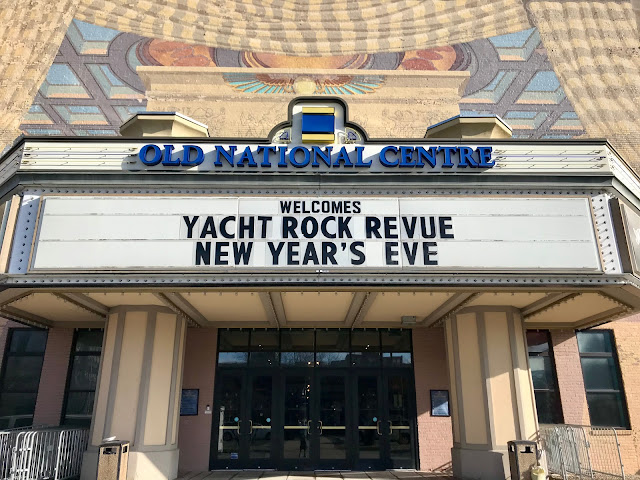 OLD NATIONAL CENTRE
WELCOMES
YACHT ROCK REVUE
NEW YEAR'S EVE